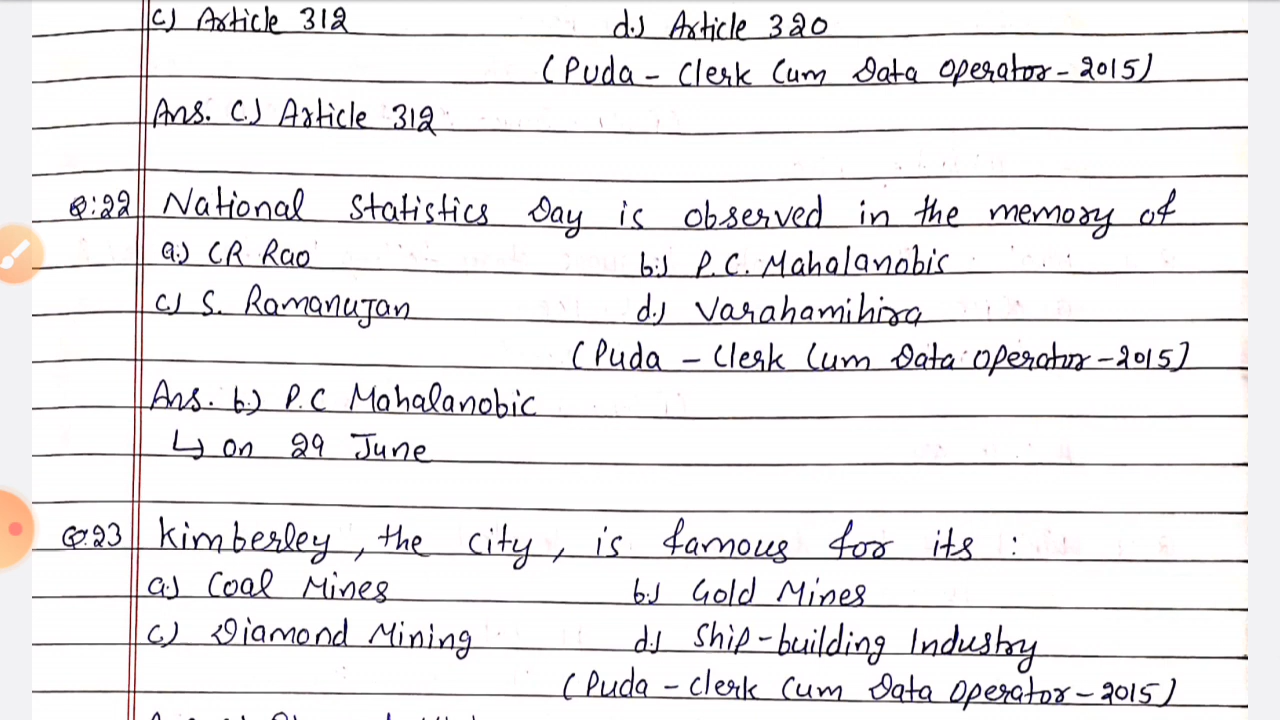 c.) Article 312 d.) Article 320
(Puda - Clerk Cum Data Operator - 2015)
Ans. C.) Article 312
Q:22 National Statistics Day is observed in the memory of
a.) CR Rao b.) P.C. Mahalanobis
c.) S. Ramanujan d.) Varahamihira
(Puda - Clerk Cum Data Operator - 2015)
Ans. b.) P.C Mahalanobic
↳ on 29 June
Q.23 Kimberley, the city, is famous for its :
a.) Coal Mines b.) Gold Mines
c.) Diamond Mining d.) Ship-building Industry
(Puda - Clerk Cum Data Operator - 2015)